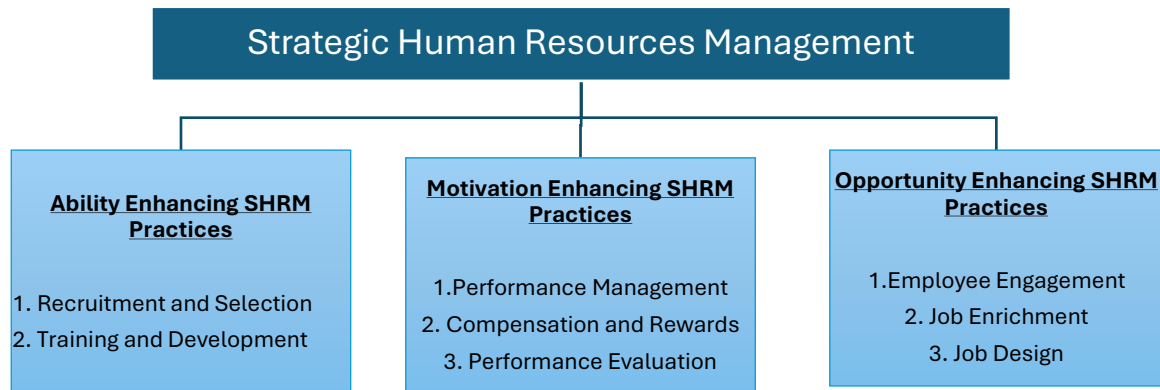 Strategic Human Resources Management
Ability Enhancing SHRM
Practices
1. Recruitment and Selection
2. Training and Development
Motivation Enhancing SHRM
Practices
1.Performance Management
2. Compensation and Rewards
3. Performance Evaluation
Opportunity Enhancing SHRM
Practices
1.Employee Engagement
2. Job Enrichment
3. Job Design